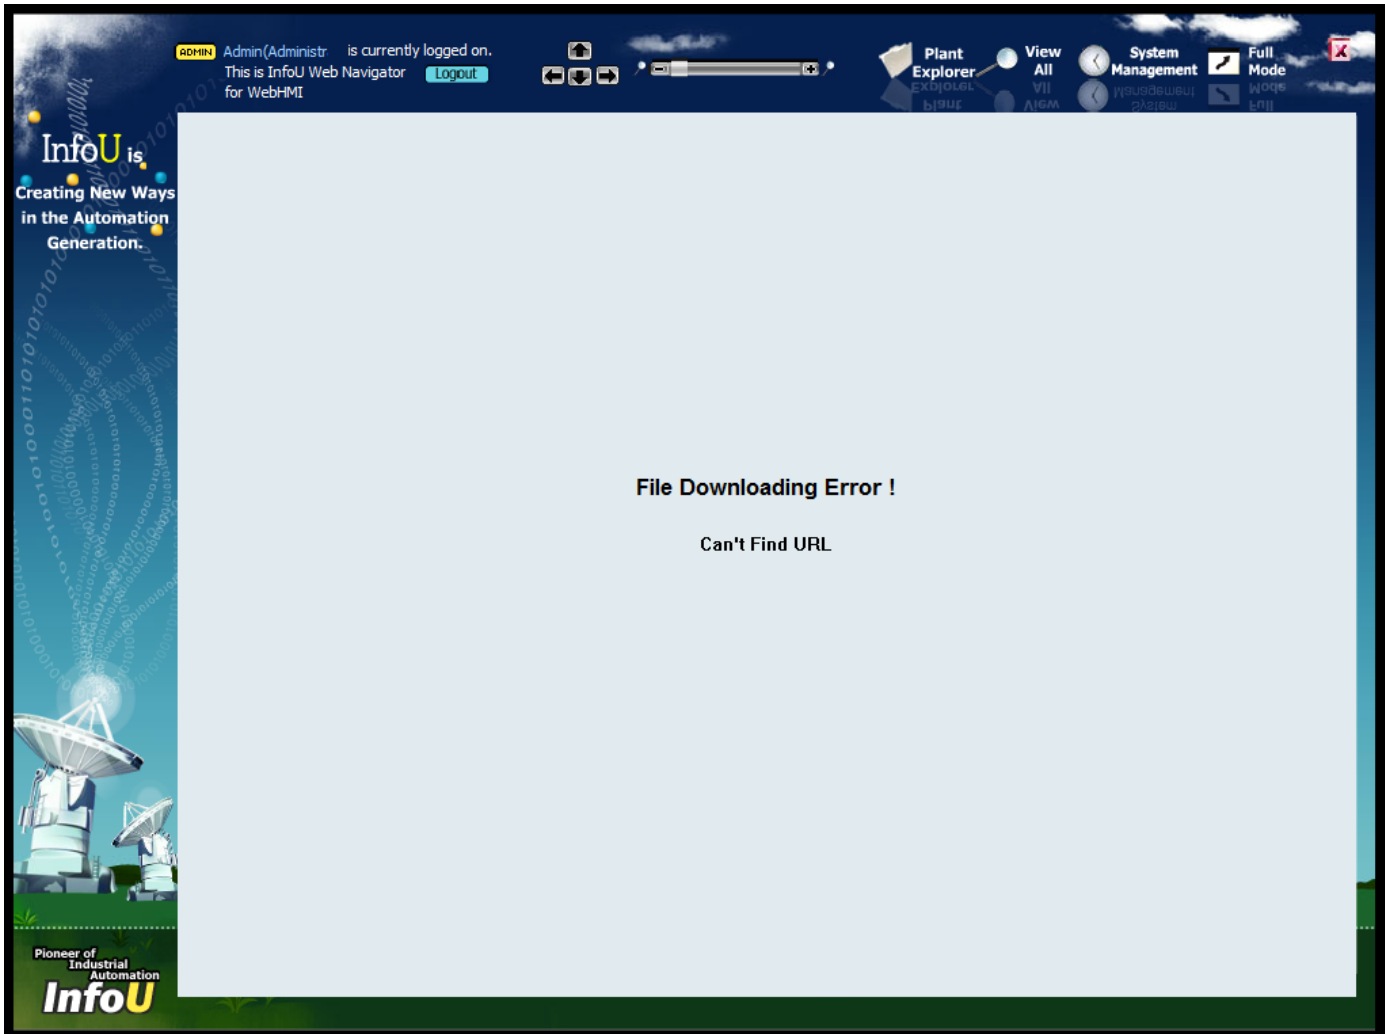 ADMIN Admin(Administr is currently logged on.
This is InfoU Web Navigator Logout
for WebHMI
Plant
Explorer
View
All
System
Management
Full
Mode
InfoU is
Creating New Ways
in the Automation
Generation.
File Downloading Error !
Can't Find URL
Pioneer of
Industrial
Automation
InfoU